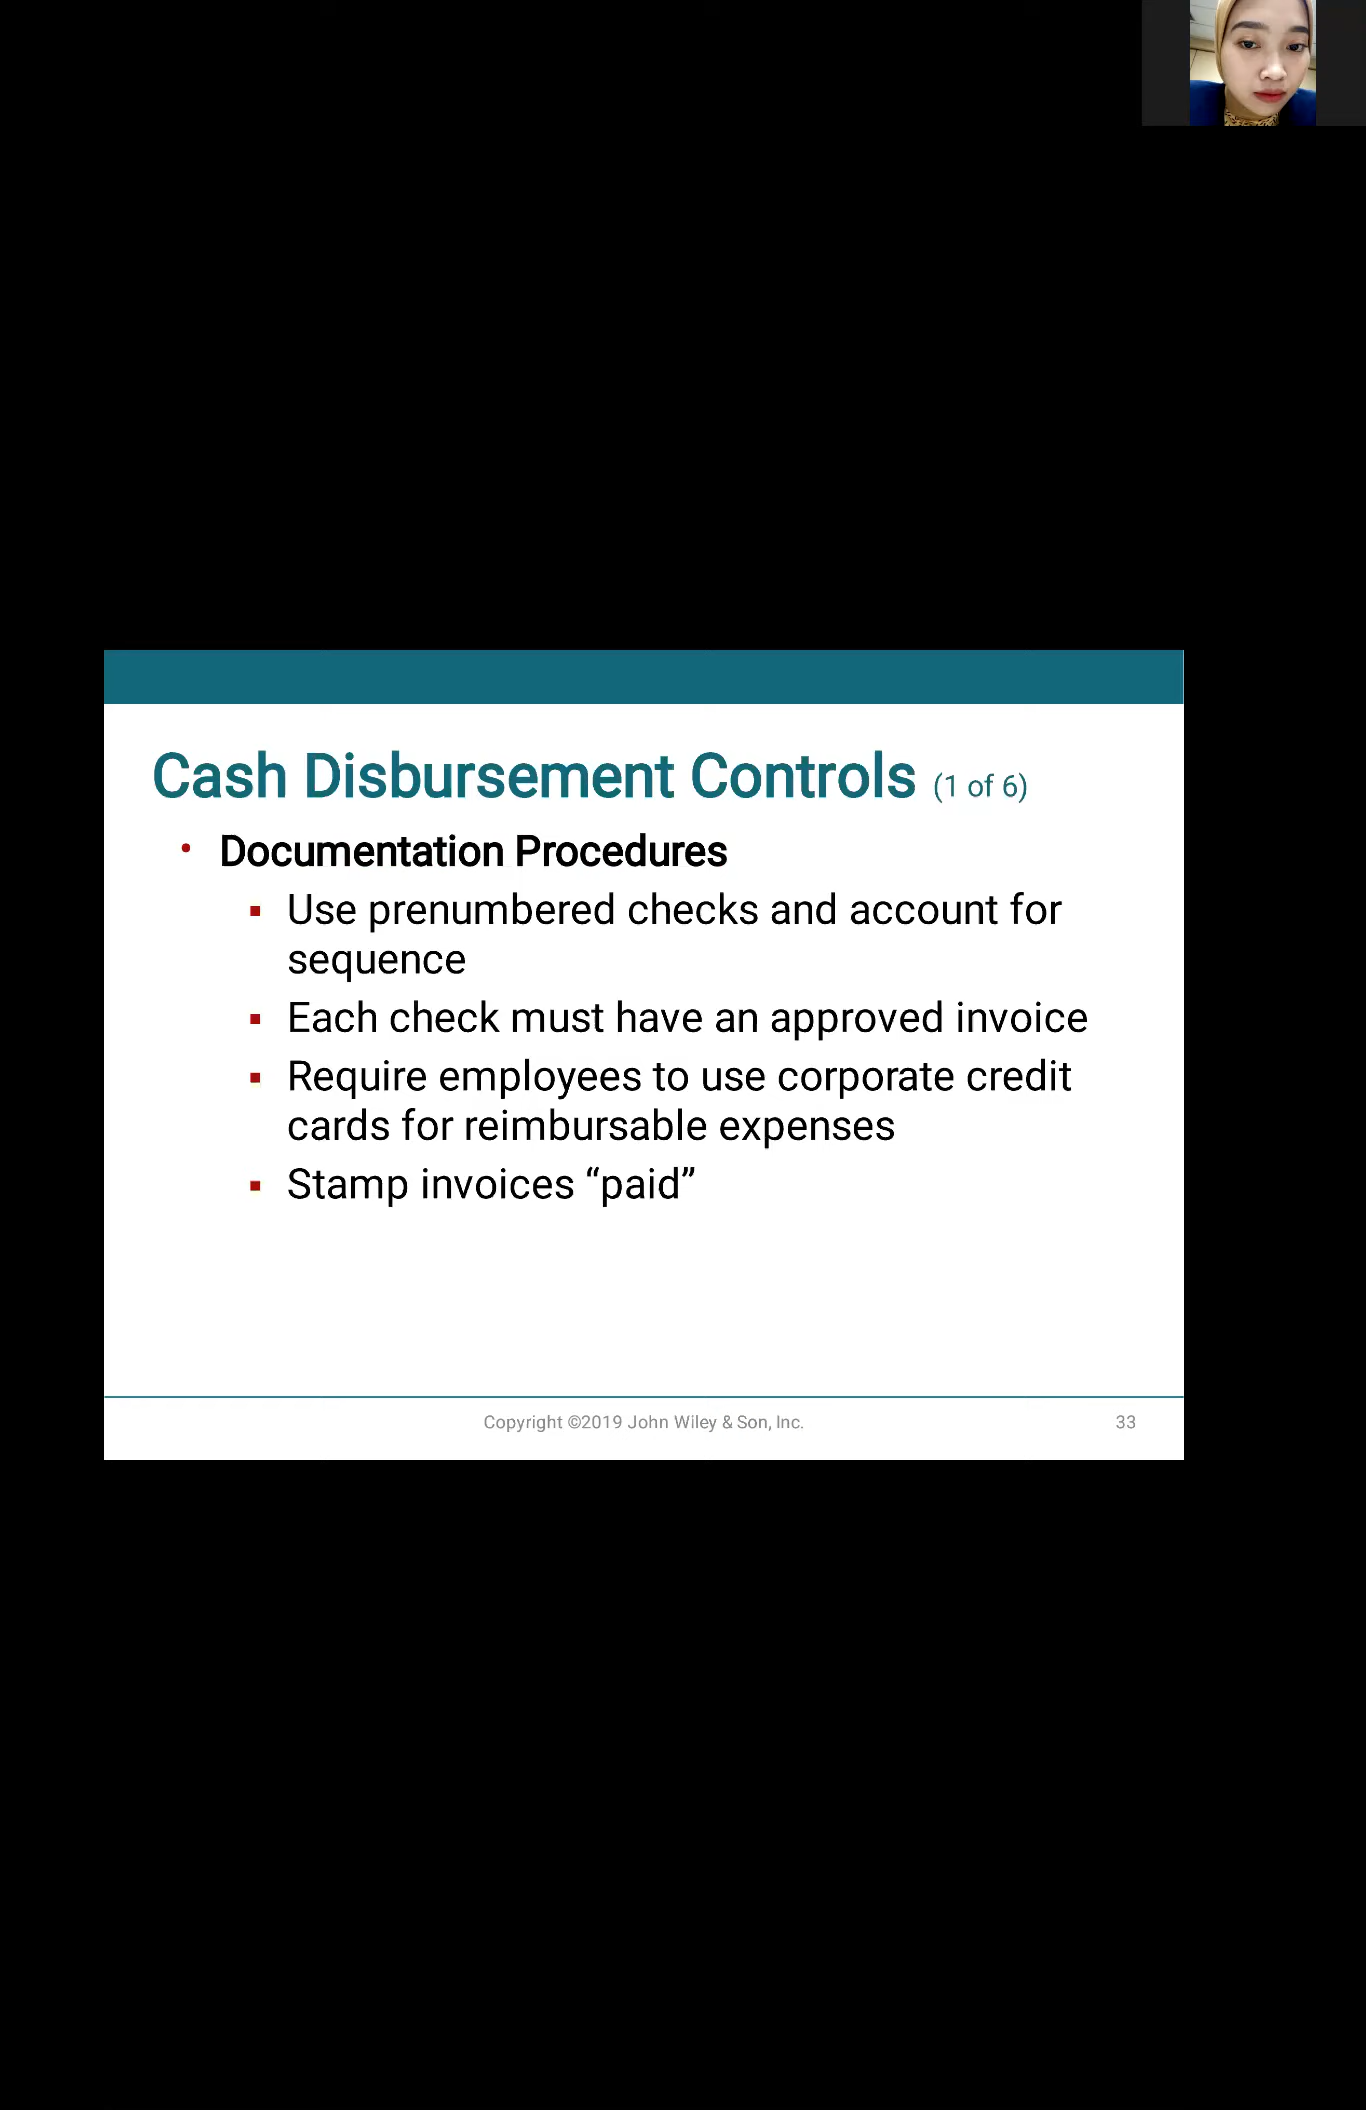 Cash Disbursement Controls (1 of 6)
• Documentation Procedures
▪ Use prenumbered checks and account for
sequence
▪ Each check must have an approved invoice
▪ Require employees to use corporate credit
cards for reimbursable expenses
▪ Stamp invoices “paid”
Copyright ©2019 John Wiley & Son, Inc. 33